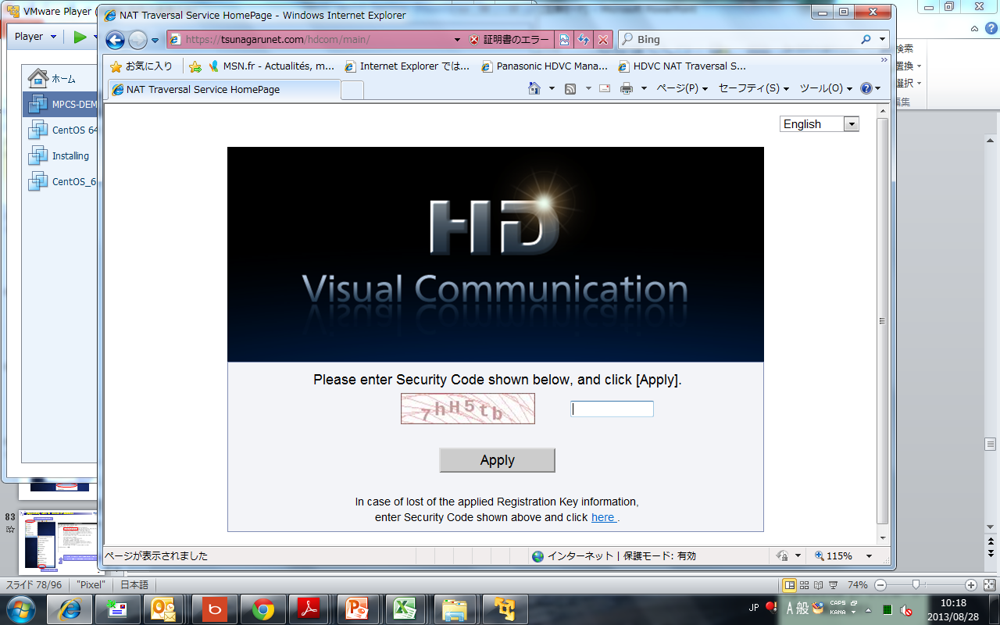 VMware Player (
NAT Traversal Service HomePage - Windows Internet Explorer
Player
https://tsunagarunet.com/hdcom/main/
証明書のエラー
Bing
お気に入り
MSN.fr - Actualités, m...
Internet Explorer では...
Panasonic HDVC Mana...
HDVC NAT Traversal S...
NAT Traversal Service HomePage
ページ(P)
セーフティ(S)
ツール(O)
検索
置換
選択
編集
ホーム
MPCS-DEM
CentOS 64
Installing
CentOS_6
English
HD
Visual Communication
Please enter Security Code shown below, and click [Apply].
7hH5tb
Apply
In case of lost of the applied Registration Key information,
enter Security Code shown above and click here .
83
ページが表示されました
インターネット | 保護モード: 有効
115%
スライド 78/96
"Pixel"
日本語
74%
JP
A 般
CAPS
KANA
10:18
2013/08/28